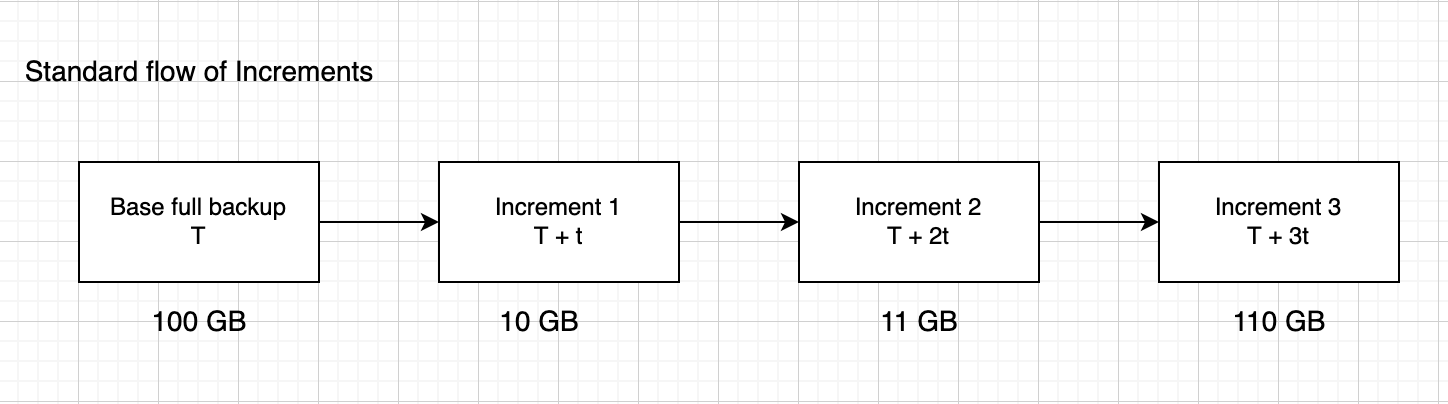 Standard flow of Increments
Base full backup
T
Increment 1
T + t
Increment 2
T + 2t
Increment 3
T + 3t
100 GB
10 GB
11 GB
110 GB